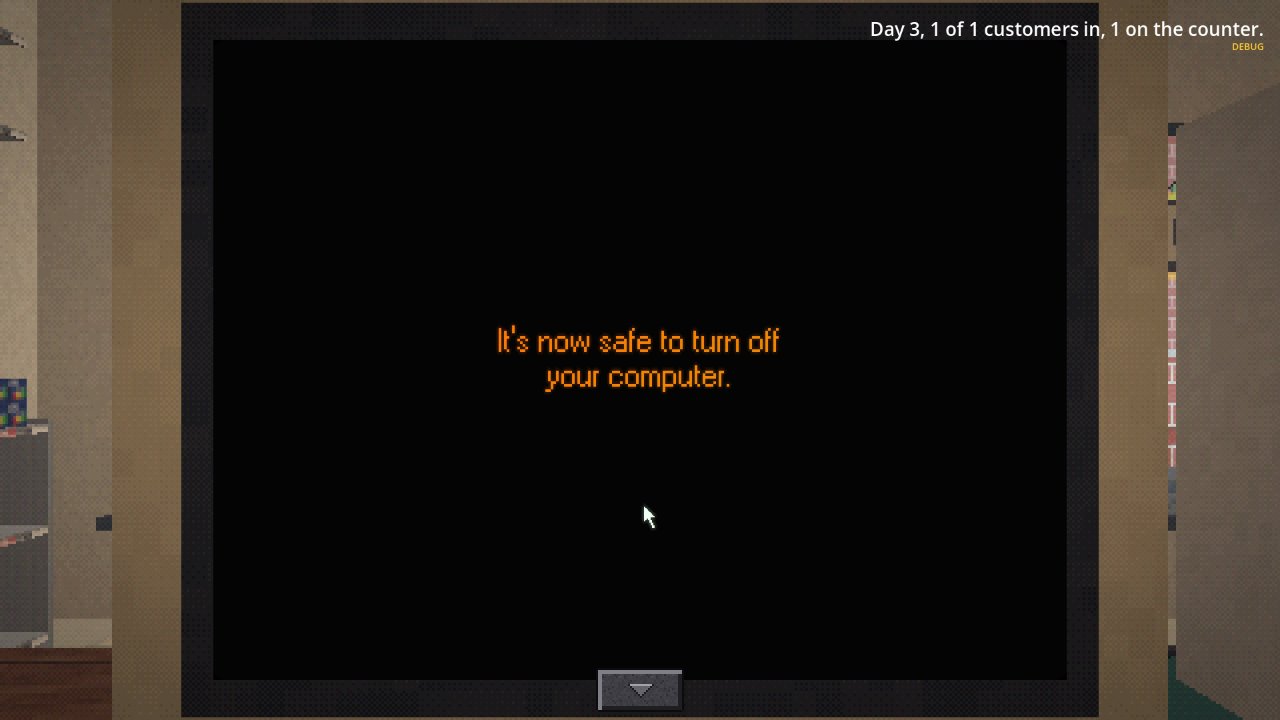 Day 3, 1 of 1 customers in, 1 on the counter.
DEBUG
It's now safe to turn off
your computer.